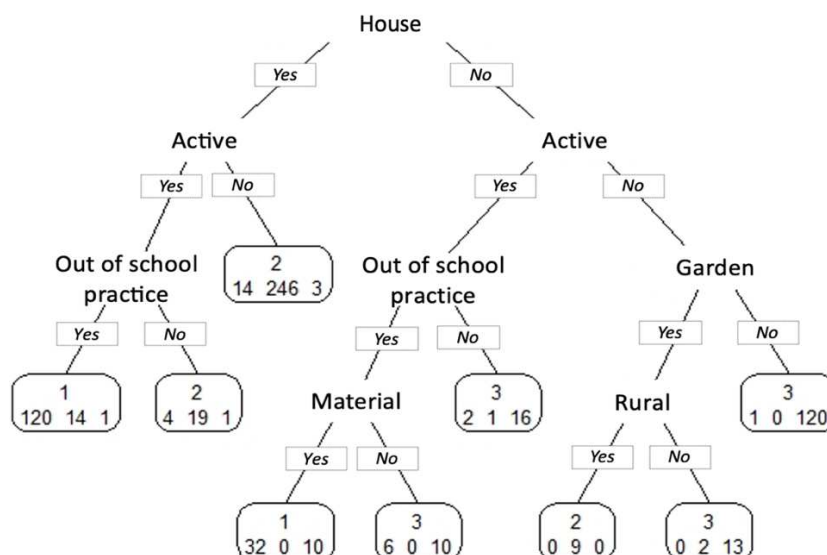 House
Yes
No
Active
Active
Yes
No
Yes
No
Out of school
practice
2
14 246 3
Out of school
practice
Garden
Yes
No
Yes
No
Yes
No
1
120 14 1
2
4 19 1
Material
3
2 1 16
Rural
3
1 0 120
Yes
No
Yes
No
1
32 0 10
3
6 0 10
2
0 9 0
3
0 2 13